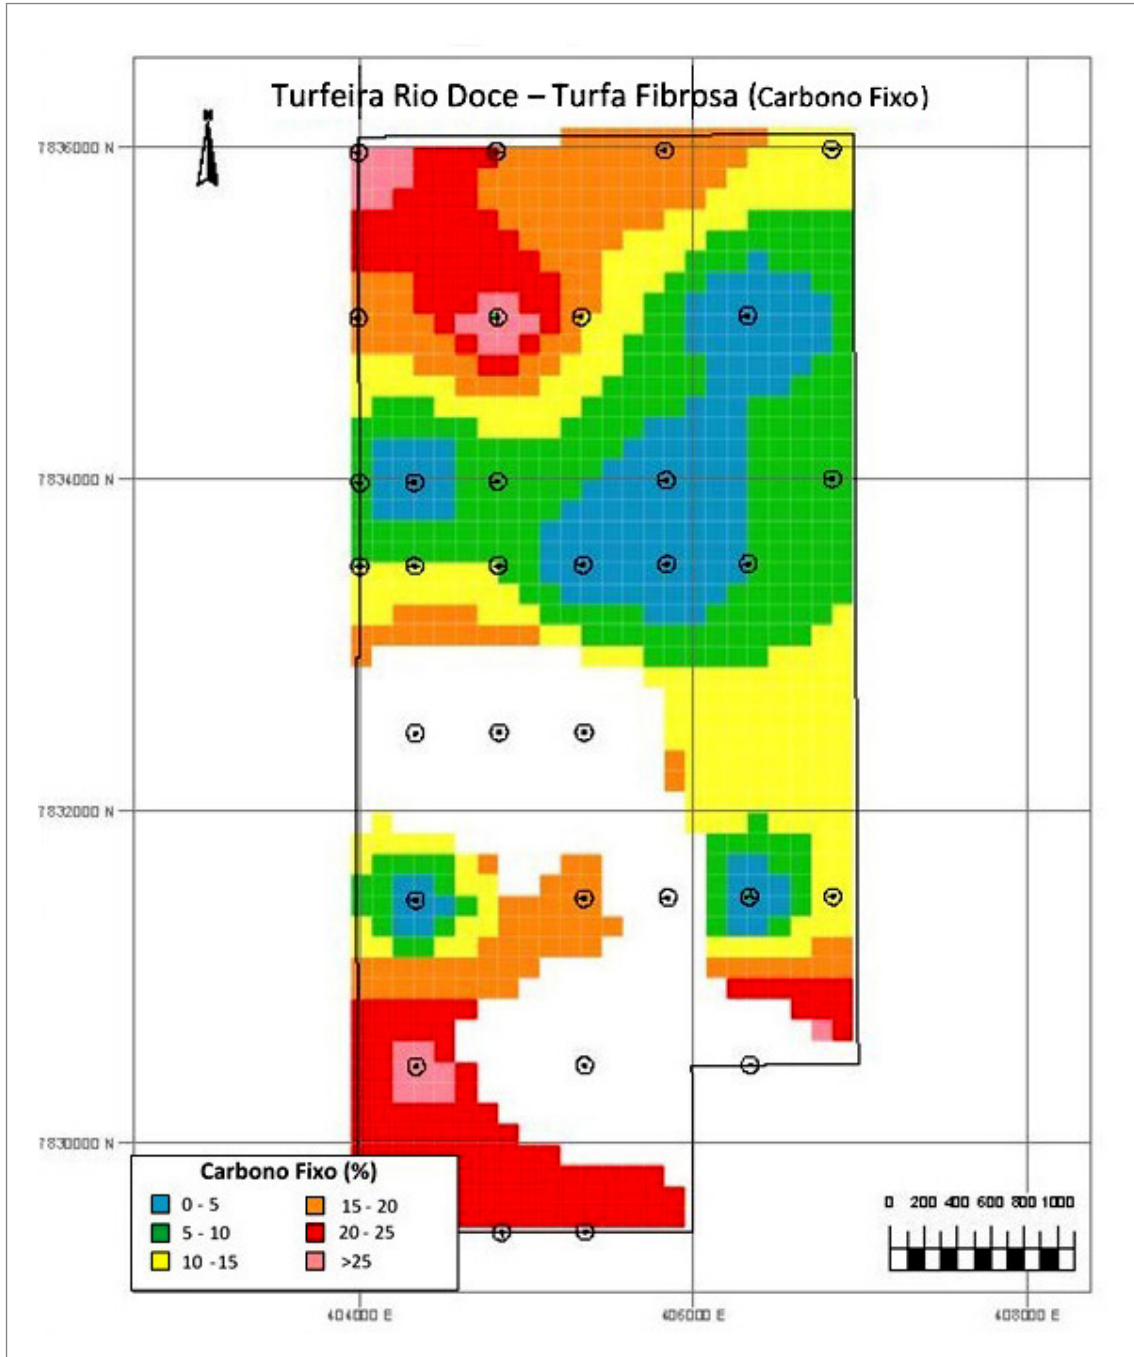 Turfeira Rio Doce – Turfa Fibrosa (Carbono Fixo)
N
7836000 N
7834000 N
7832000 N
7830000 N
Carbono Fixo (%)
0 - 5
15 - 20
5 - 10
20 - 25
10 - 15
>25
0 200 400 600 800 1000
404000 E
406000 E
408000 E